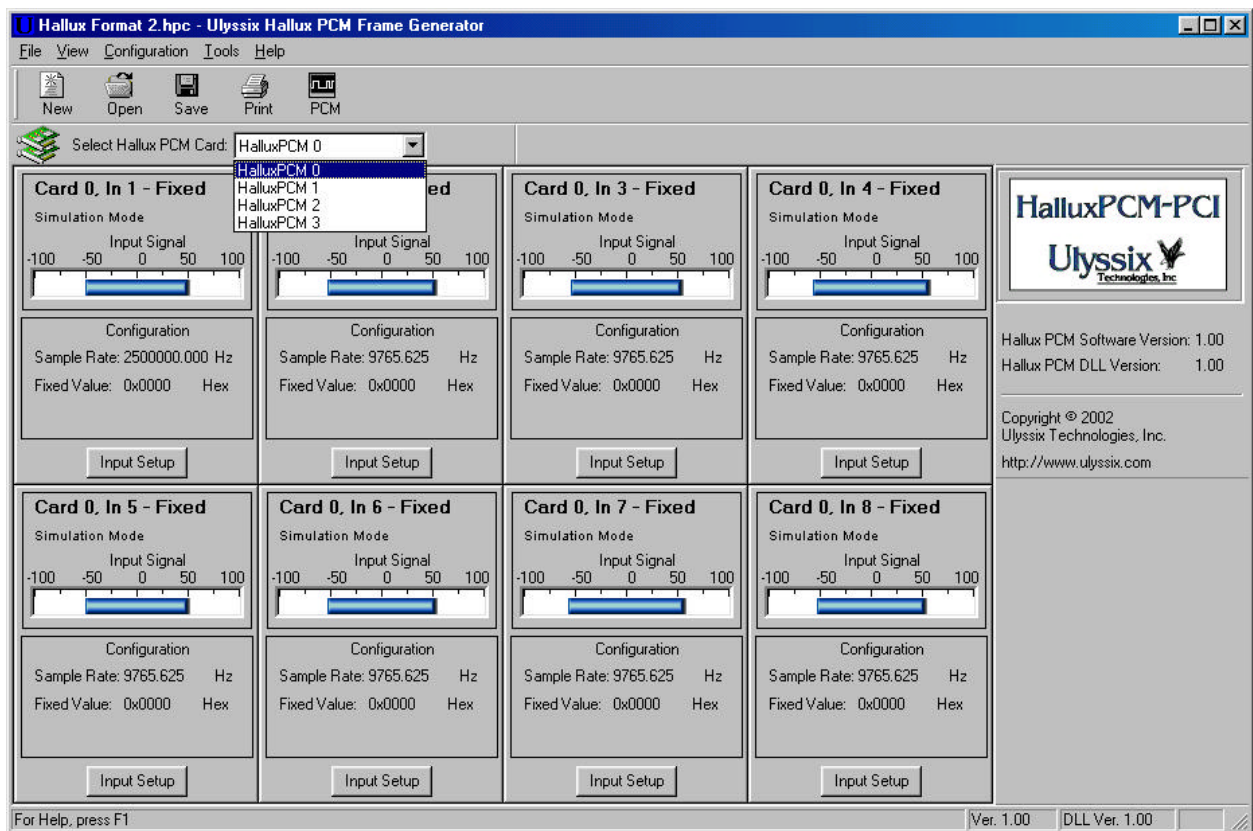 Hallux Format 2.hpc - Ulyssix Hallux PCM Frame Generator
File View Configuration Tools Help
New Open Save Print PCM
Select Hallux PCM Card: HalluxPCM 0
HalluxPCM 0
HalluxPCM 1
HalluxPCM 2
HalluxPCM 3
Card 0, In 1 - Fixed
Simulation Mode
Input Signal
-100 -50 0 50 100
Configuration
Sample Rate: 2500000.000 Hz
Fixed Value: 0x0000 Hex
Input Setup
ed
Input Signal
-100 -50 0 50 100
Configuration
Sample Rate: 9765.625 Hz
Fixed Value: 0x0000 Hex
Input Setup
Card 0, In 3 - Fixed
Simulation Mode
Input Signal
-100 -50 0 50 100
Configuration
Sample Rate: 9765.625 Hz
Fixed Value: 0x0000 Hex
Input Setup
Card 0, In 4 - Fixed
Simulation Mode
Input Signal
-100 -50 0 50 100
Configuration
Sample Rate: 9765.625 Hz
Fixed Value: 0x0000 Hex
Input Setup
Card 0, In 5 - Fixed
Simulation Mode
Input Signal
-100 -50 0 50 100
Configuration
Sample Rate: 9765.625 Hz
Fixed Value: 0x0000 Hex
Input Setup
Card 0, In 6 - Fixed
Simulation Mode
Input Signal
-100 -50 0 50 100
Configuration
Sample Rate: 9765.625 Hz
Fixed Value: 0x0000 Hex
Input Setup
Card 0, In 7 - Fixed
Simulation Mode
Input Signal
-100 -50 0 50 100
Configuration
Sample Rate: 9765.625 Hz
Fixed Value: 0x0000 Hex
Input Setup
Card 0, In 8 - Fixed
Simulation Mode
Input Signal
-100 -50 0 50 100
Configuration
Sample Rate: 9765.625 Hz
Fixed Value: 0x0000 Hex
Input Setup
HalluxPCM-PCI
Ulyssix
Technologies, Inc
Hallux PCM Software Version: 1.00
Hallux PCM DLL Version: 1.00
Copyright © 2002
Ulyssix Technologies, Inc.
http://www.ulyssix.com
For Help, press F1
Ver. 1.00 DLL Ver. 1.00